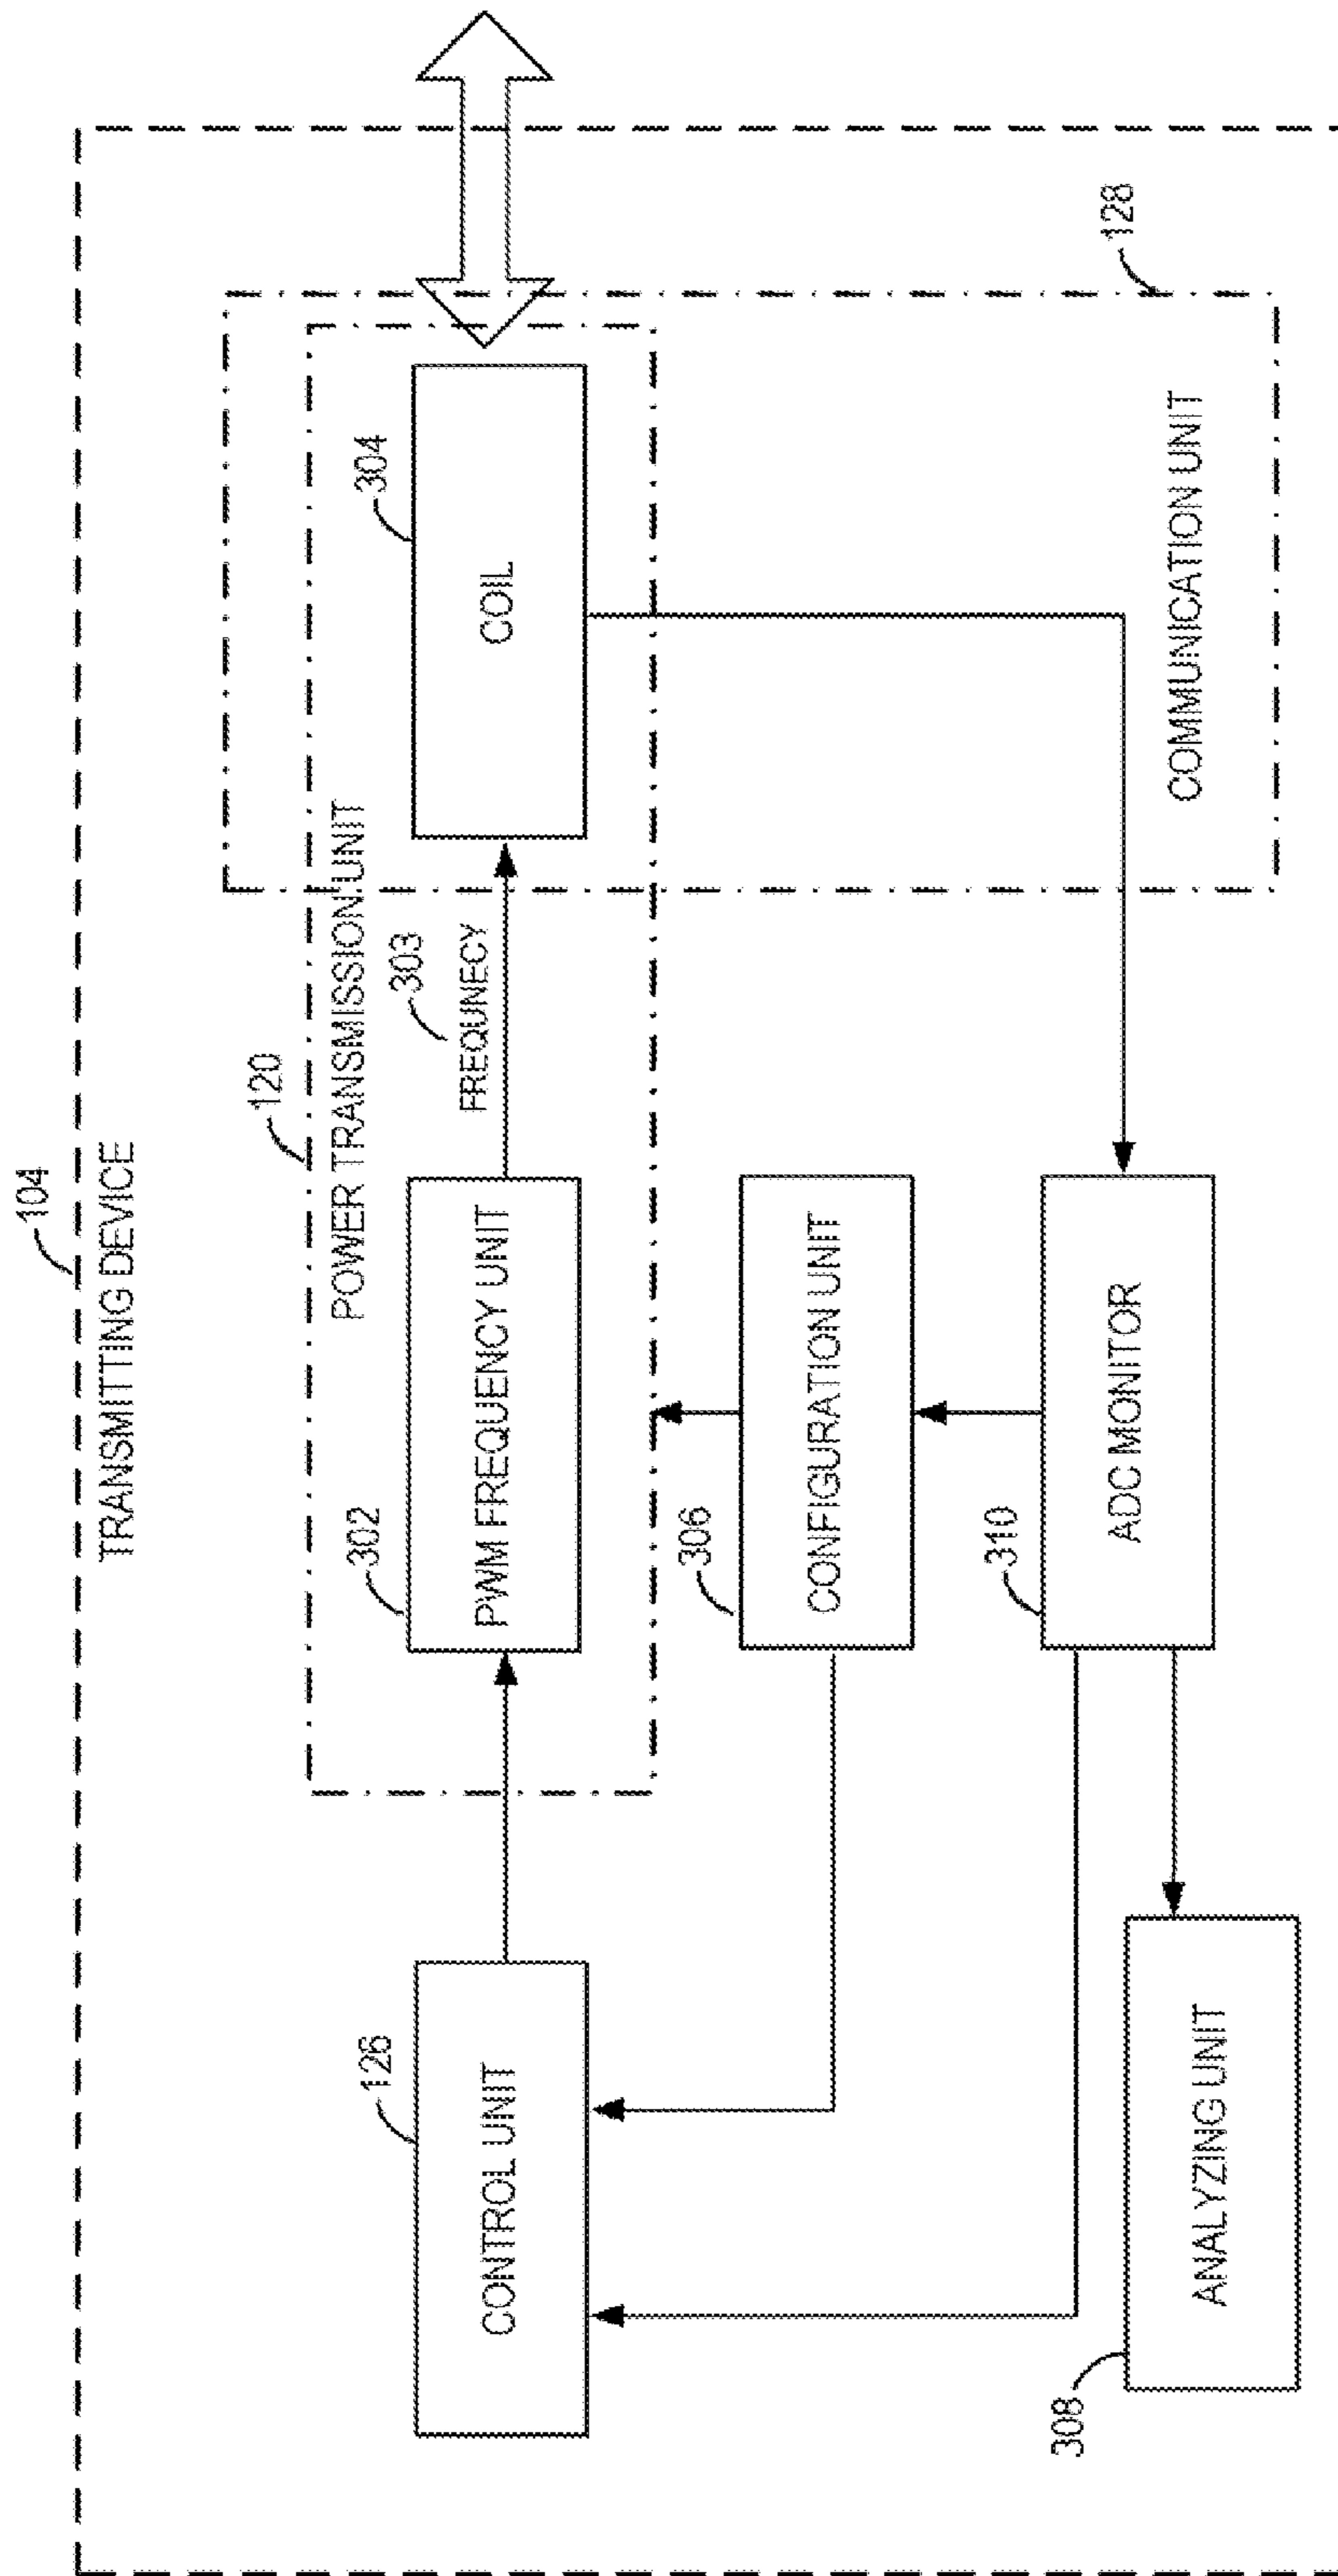 104
TRANSMITTING DEVICE
120
POWER TRANSMISSION UNIT
126
CONTROL UNIT
302
PWM FREQUENCY UNIT
303
FREQUNECY
304
COIL
306
CONFIGURATION UNIT
310
ADC MONITOR
308
ANALYZING UNIT
COMMUNICATION UNIT
128